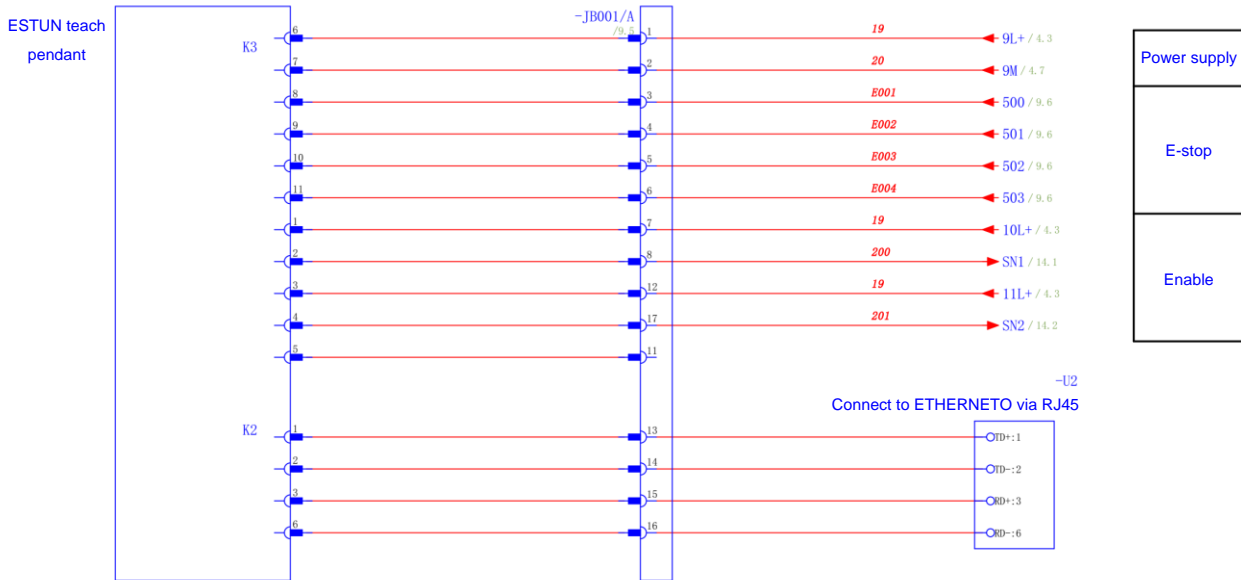 ESTUN teach
pendant
-JB001/A
/9.5
K3
6 1 19 9L+ / 4.3
7 2 20 9M / 4.7
8 3 E001 500 / 9.6
9 4 E002 501 / 9.6
10 5 E003 502 / 9.6
11 6 E004 503 / 9.6
1 7 19 10L+ / 4.3
2 8 200 SN1 / 14.1
3 12 19 11L+ / 4.3
4 17 201 SN2 / 14.2
5 11
Power supply
E-stop
Enable
-U2
Connect to ETHERNETO via RJ45
K2
1 13 TD+:1
2 14 TD-:2
3 15 RD+:3
6 16 RD-:6